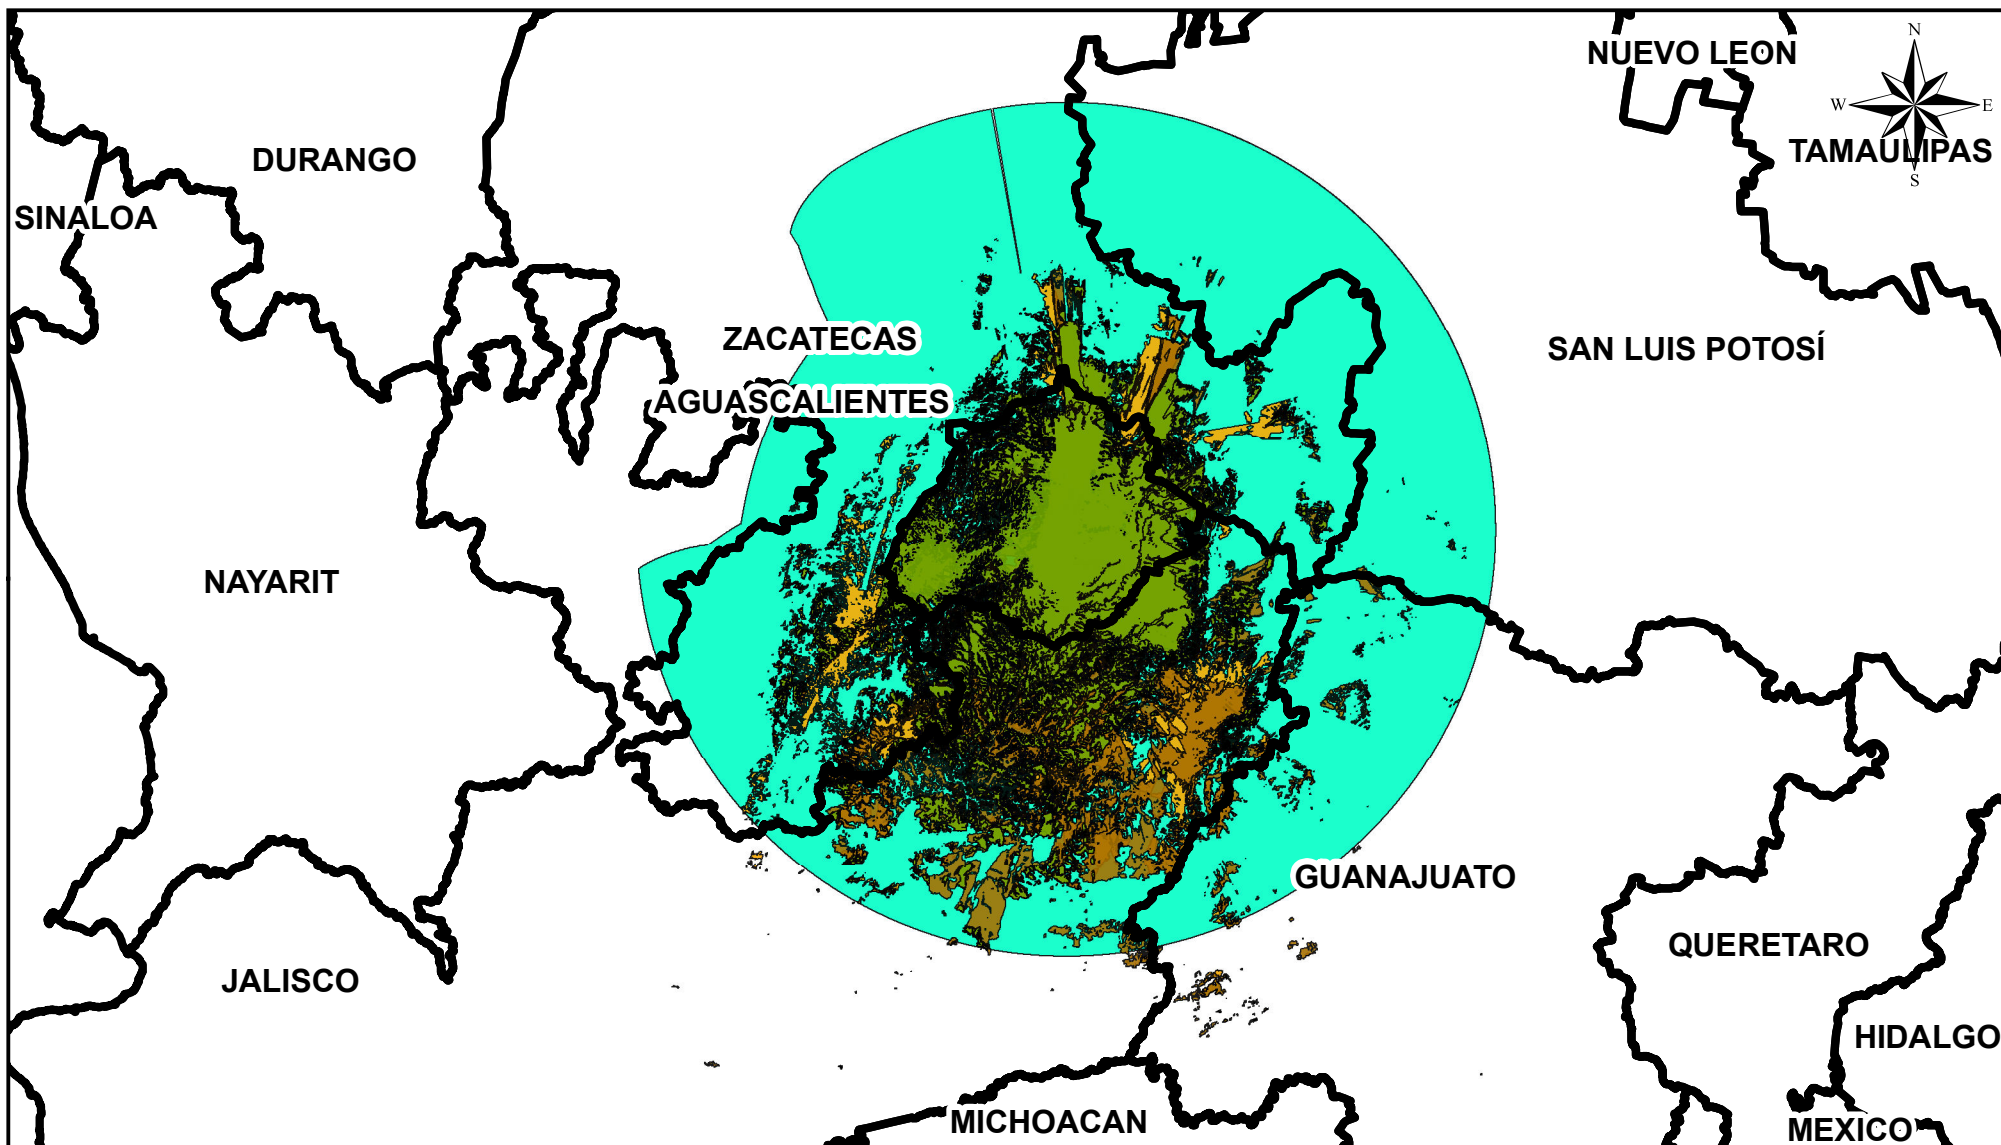 NUEVO LEON
N
W
E
S
TAMAULIPAS
DURANGO
SINALOA
ZACATECAS
SAN LUIS POTOSÍ
AGUASCALIENTES
NAYARIT
GUANAJUATO
QUERETARO
JALISCO
HIDALGO
MICHOACAN
MEXICO